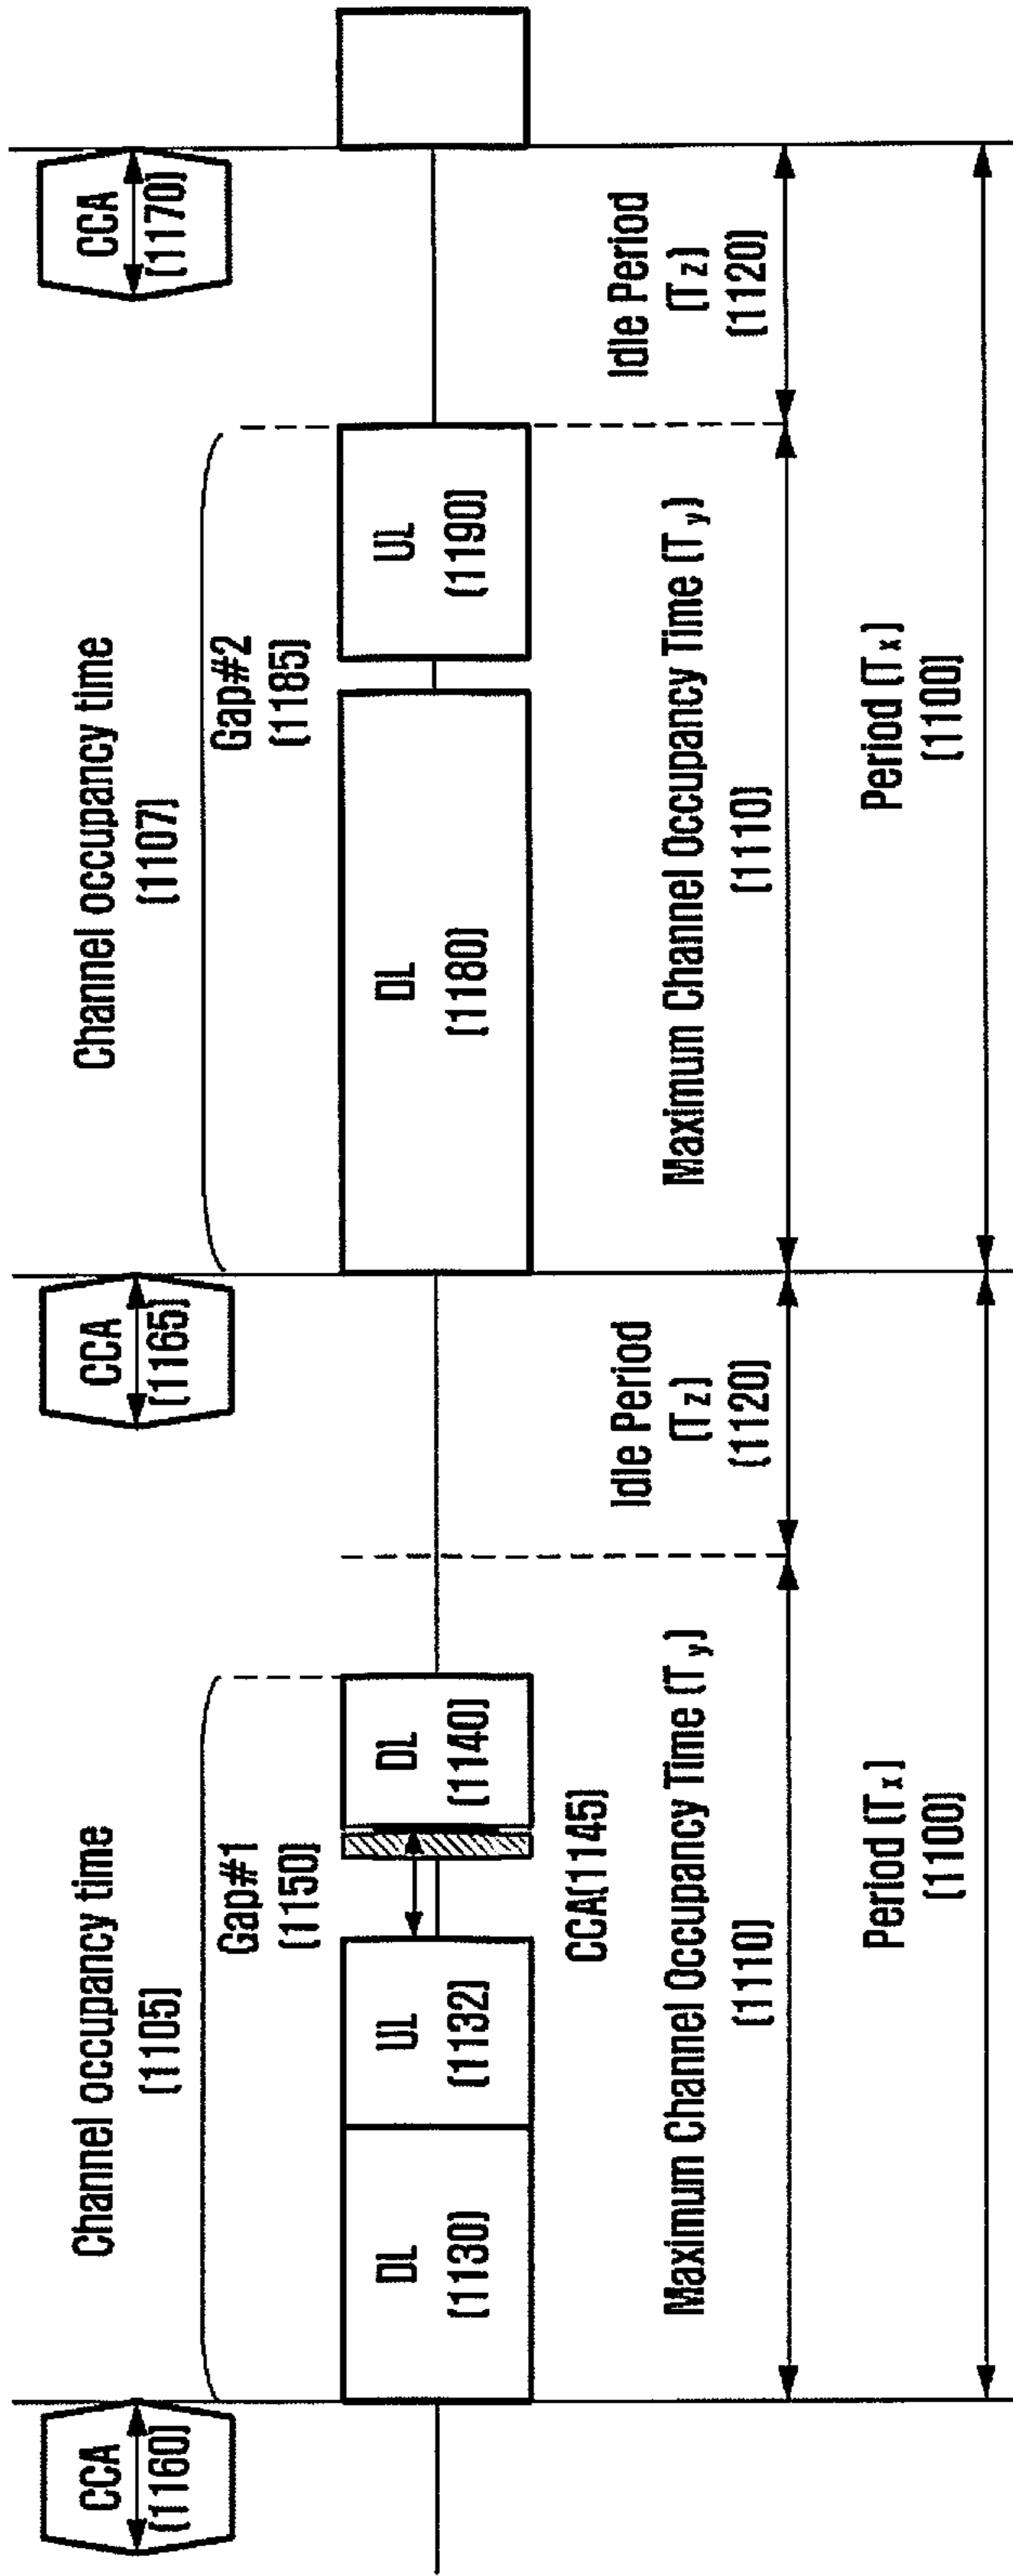 CCA
(1160)
CCA
(1165)
CCA
(1170)
Channel occupancy time
(1105)
Channel occupancy time
(1107)
Gap#1
(1150)
Gap#2
(1185)
DL
(1130)
UL
(1132)
DL
(1140)
DL
(1180)
UL
(1190)
CCA(1145)
Maximum Channel Occupancy Time (Ty)
(1110)
Idle Period
(Tz)
(1120)
Maximum Channel Occupancy Time (Ty)
(1110)
Idle Period
(Tz)
(1120)
Period (Tx)
(1100)
Period (Tx)
(1100)